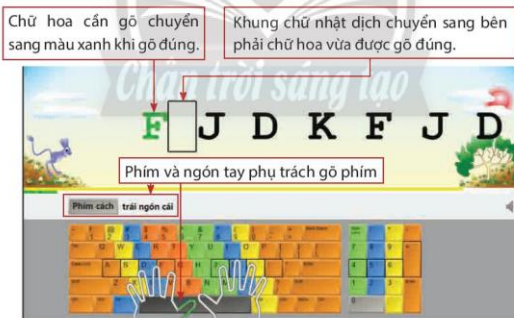 Chữ hoa cần gõ chuyển
sang màu xanh khi gõ đúng.
Khung chữ nhật dịch chuyển sang bên
phải chữ hoa vừa được gõ đúng.
Chân trời sáng tạo
F J D K F J D
Phím và ngón tay phụ trách gõ phím
Phím cách trái ngón cái